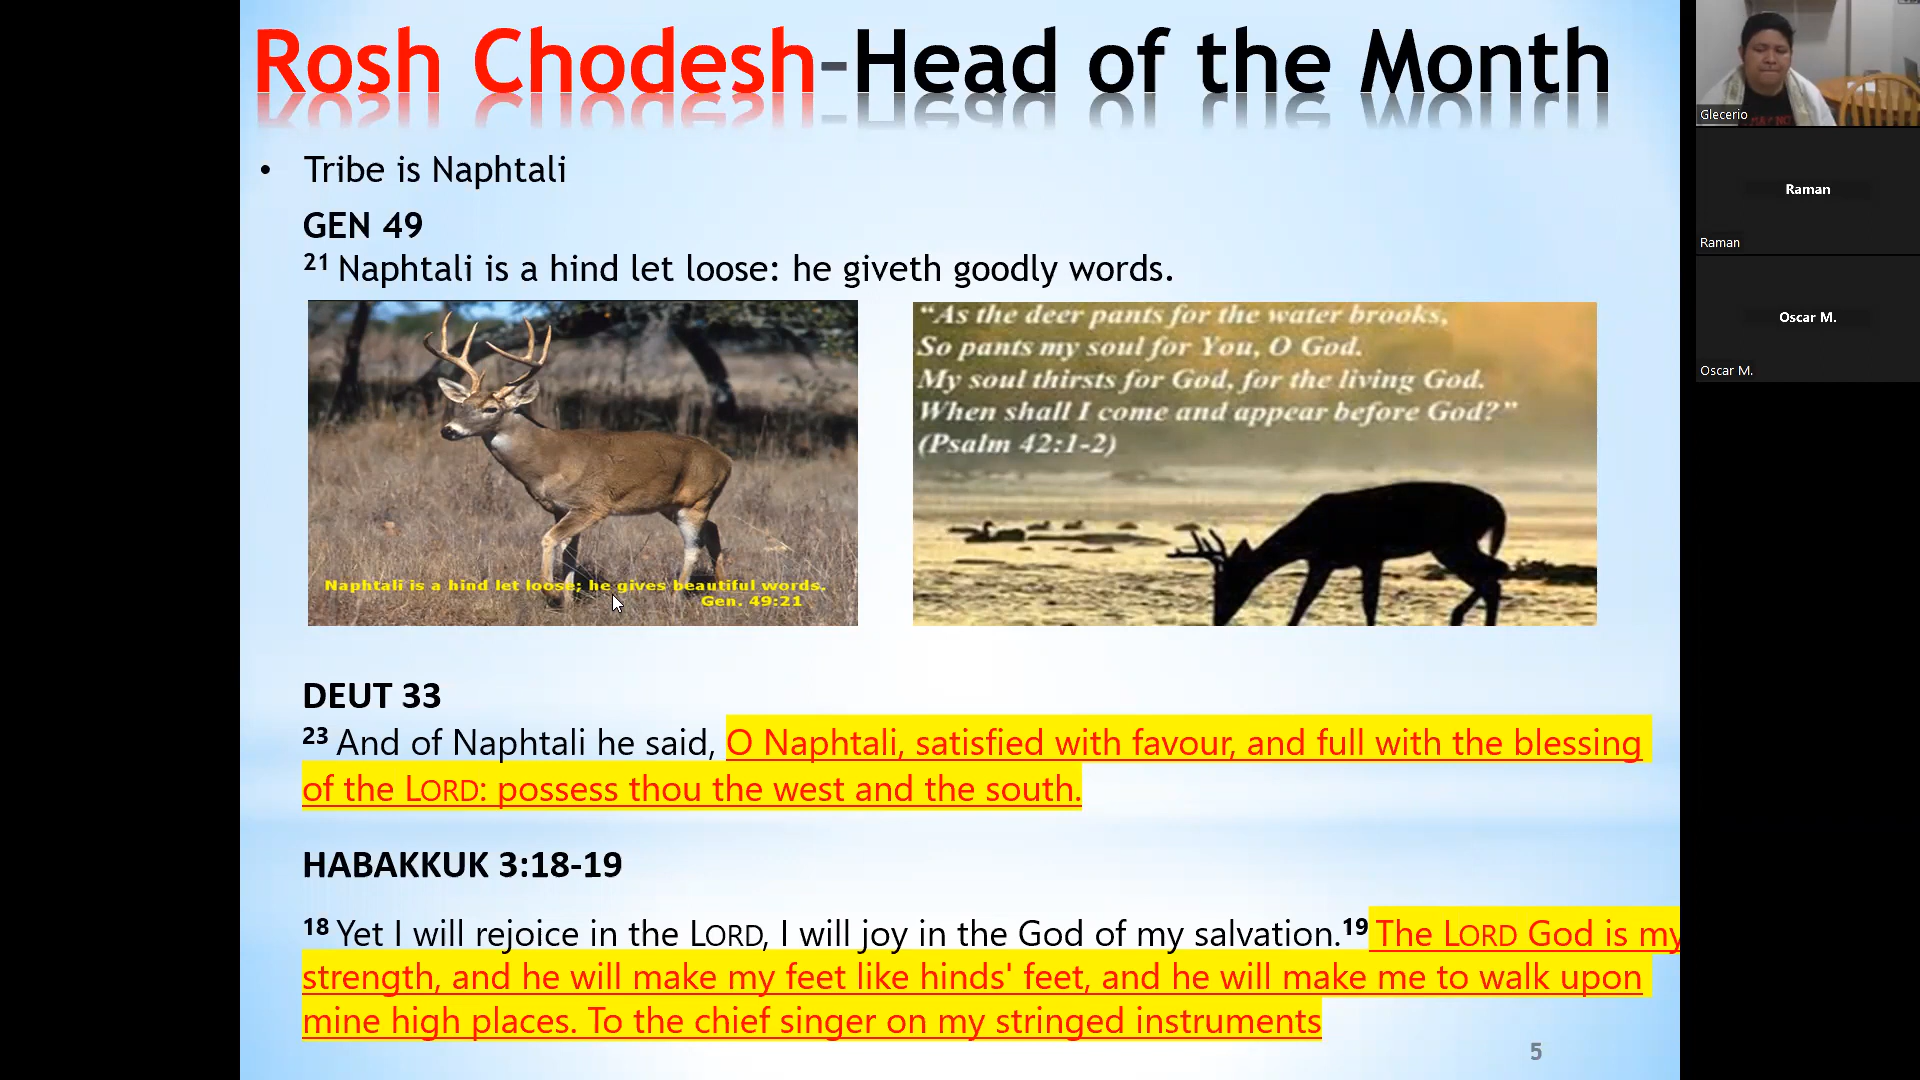 Rosh Chodesh-Head of the Month
• Tribe is Naphtali
GEN 49
21 Naphtali is a hind let loose: he giveth goodly words.
Naphtali is a hind let loose; he gives beautiful words.
Gen. 49:21
“As the deer pants for the water brooks,
So pants my soul for You, O God.
My soul thirsts for God, for the living God.
When shall I come and appear before God?”
(Psalm 42:1-2)
DEUT 33
23 And of Naphtali he said, O Naphtali, satisfied with favour, and full with the blessing
of the LORD: possess thou the west and the south.
HABAKKUK 3:18-19
18 Yet I will rejoice in the LORD, I will joy in the God of my salvation.19 The LORD God is my
strength, and he will make my feet like hinds' feet, and he will make me to walk upon
mine high places. To the chief singer on my stringed instruments
5
Glecerio
Raman
Raman
Oscar M.
Oscar M.